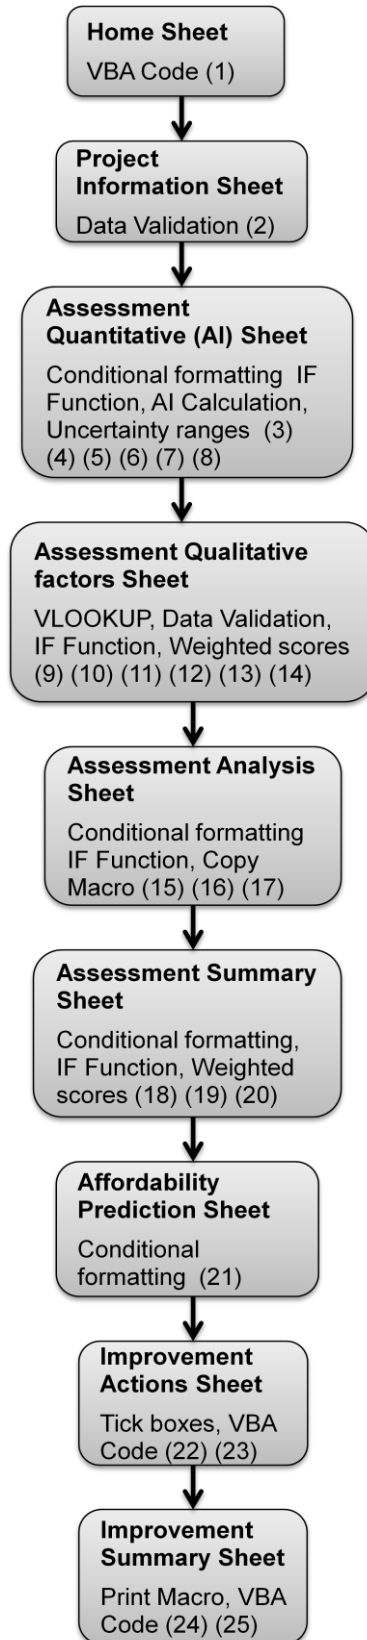 Home Sheet
VBA Code (1)
Project
Information Sheet
Data Validation (2)
Assessment
Quantitative (AI) Sheet
Conditional formatting IF
Function, AI Calculation,
Uncertainty ranges (3)
(4) (5) (6) (7) (8)
Assessment Qualitative
factors Sheet
VLOOKUP, Data Validation,
IF Function, Weighted scores
(9) (10) (11) (12) (13) (14)
Assessment Analysis
Sheet
Conditional formatting
IF Function, Copy
Macro (15) (16) (17)
Assessment Summary
Sheet
Conditional formatting,
IF Function, Weighted
scores (18) (19) (20)
Affordability
Prediction Sheet
Conditional
formatting (21)
Improvement
Actions Sheet
Tick boxes, VBA
Code (22) (23)
Improvement
Summary Sheet
Print Macro, VBA
Code (24) (25)